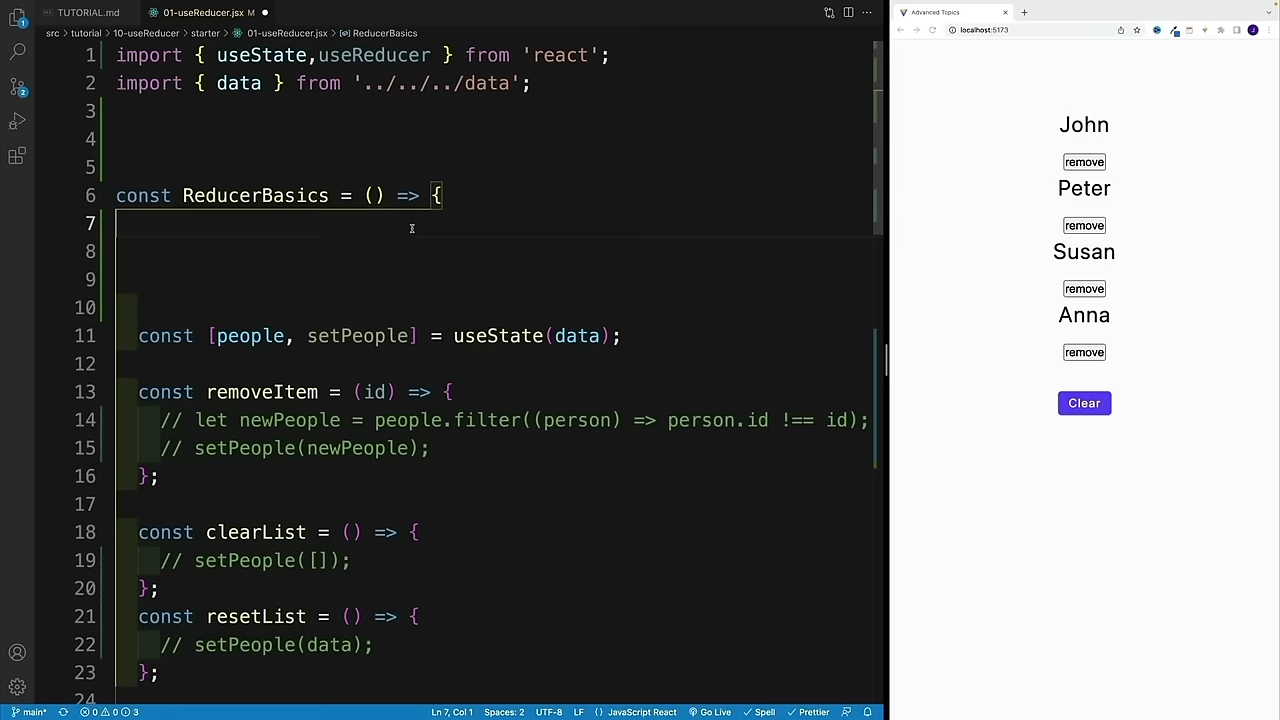 TUTORIAL.md
01-useReducer.jsx M
src > tutorial > 10-useReducer > starter > 01-useReducer.jsx > ReducerBasics
1 import { useState,useReducer } from 'react';
2 import { data } from '../../../data';
3
4
5
6 const ReducerBasics = () => {
7
8
9
10
11 const [people, setPeople] = useState(data);
12
13 const removeItem = (id) => {
14 // let newPeople = people.filter((person) => person.id !== id);
15 // setPeople(newPeople);
16 };
17
18 const clearList = () => {
19 // setPeople([]);
20 };
21 const resetList = () => {
22 // setPeople(data);
23 };
24
2
main*
0 0 3
Ln 7, Col 1
Spaces: 2
UTF-8
LF
{} JavaScript React
Go Live
Spell
Prettier
Advanced Topics
localhost:5173
J
John
remove
Peter
remove
Susan
remove
Anna
remove
Clear